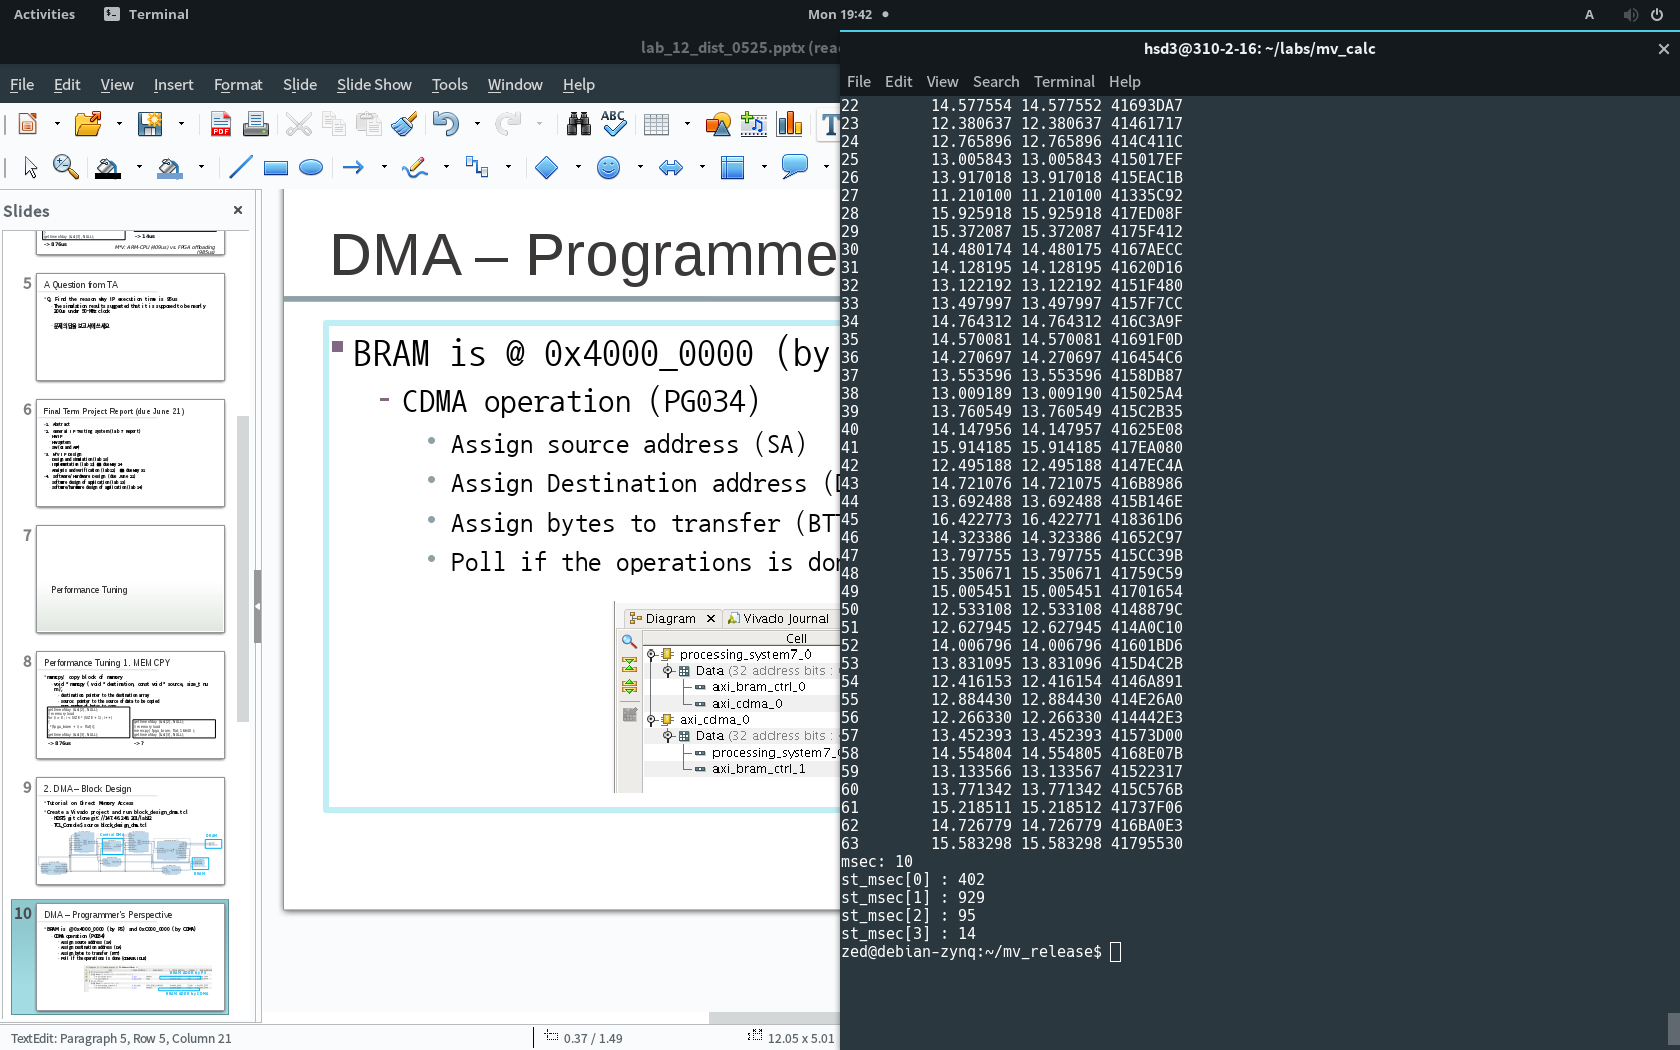 Activities Terminal Mon 19:42 A
lab_12_dist_0525.pptx (rea
File Edit View Insert Format Slide Slide Show Tools Window Help
Slides
5
A Question from TA
6
Final Term Project Report (due June 21)
7
Performance Tuning
8
Performance Tuning 1. MEMCPY
-> 876us
-> ?
9
2. DMA – Block Design
Tutorial on Direct Memory Access
10
DMA – Programmer's Perspective
DMA – Programme
BRAM is @ 0x4000_0000 (by
CDMA operation (PG034)
Assign source address (SA)
Assign Destination address (D
Assign bytes to transfer (BTT
Poll if the operations is don
Diagram Vivado Journal
Cell
processing_system7_0
Data (32 address bits :
axi_bram_ctrl_0
axi_cdma_0
axi_cdma_0
Data (32 address bits :
processing_system7_0
axi_bram_ctrl_1
TextEdit: Paragraph 5, Row 5, Column 21 0.37 / 1.49 12.05 x 5.01
hsd3@310-2-16: ~/labs/mv_calc
File Edit View Search Terminal Help
22 14.577554 14.577552 41693DA7
23 12.380637 12.380637 41461717
24 12.765896 12.765896 414C411C
25 13.005843 13.005843 415017EF
26 13.917018 13.917018 415EAC1B
27 11.210100 11.210100 41335C92
28 15.925918 15.925918 417ED08F
29 15.372087 15.372087 4175F412
30 14.480174 14.480175 4167AECC
31 14.128195 14.128195 41620D16
32 13.122192 13.122192 4151F480
33 13.497997 13.497997 4157F7CC
34 14.764312 14.764312 416C3A9F
35 14.570081 14.570081 41691F0D
36 14.270697 14.270697 416454C6
37 13.553596 13.553596 4158DB87
38 13.009189 13.009190 415025A4
39 13.760549 13.760549 415C2B35
40 14.147956 14.147957 41625E08
41 15.914185 15.914185 417EA080
42 12.495188 12.495188 4147EC4A
43 14.721076 14.721075 416B8986
44 13.692488 13.692488 415B146E
45 16.422773 16.422771 418361D6
46 14.323386 14.323386 41652C97
47 13.797755 13.797755 415CC39B
48 15.350671 15.350671 41759C59
49 15.005451 15.005451 41701654
50 12.533108 12.533108 4148879C
51 12.627945 12.627945 414A0C10
52 14.006796 14.006796 41601BD6
53 13.831095 13.831096 415D4C2B
54 12.416153 12.416154 4146A891
55 12.884430 12.884430 414E26A0
56 12.266330 12.266330 414442E3
57 13.452393 13.452393 41573D00
58 14.554804 14.554805 4168E07B
59 13.133566 13.133567 41522317
60 13.771342 13.771342 415C576B
61 15.218511 15.218512 41737F06
62 14.726779 14.726779 416BA0E3
63 15.583298 15.583298 41795530
msec: 10
st_msec[0] : 402
st_msec[1] : 929
st_msec[2] : 95
st_msec[3] : 14
zed@debian-zynq:~/mv_release$